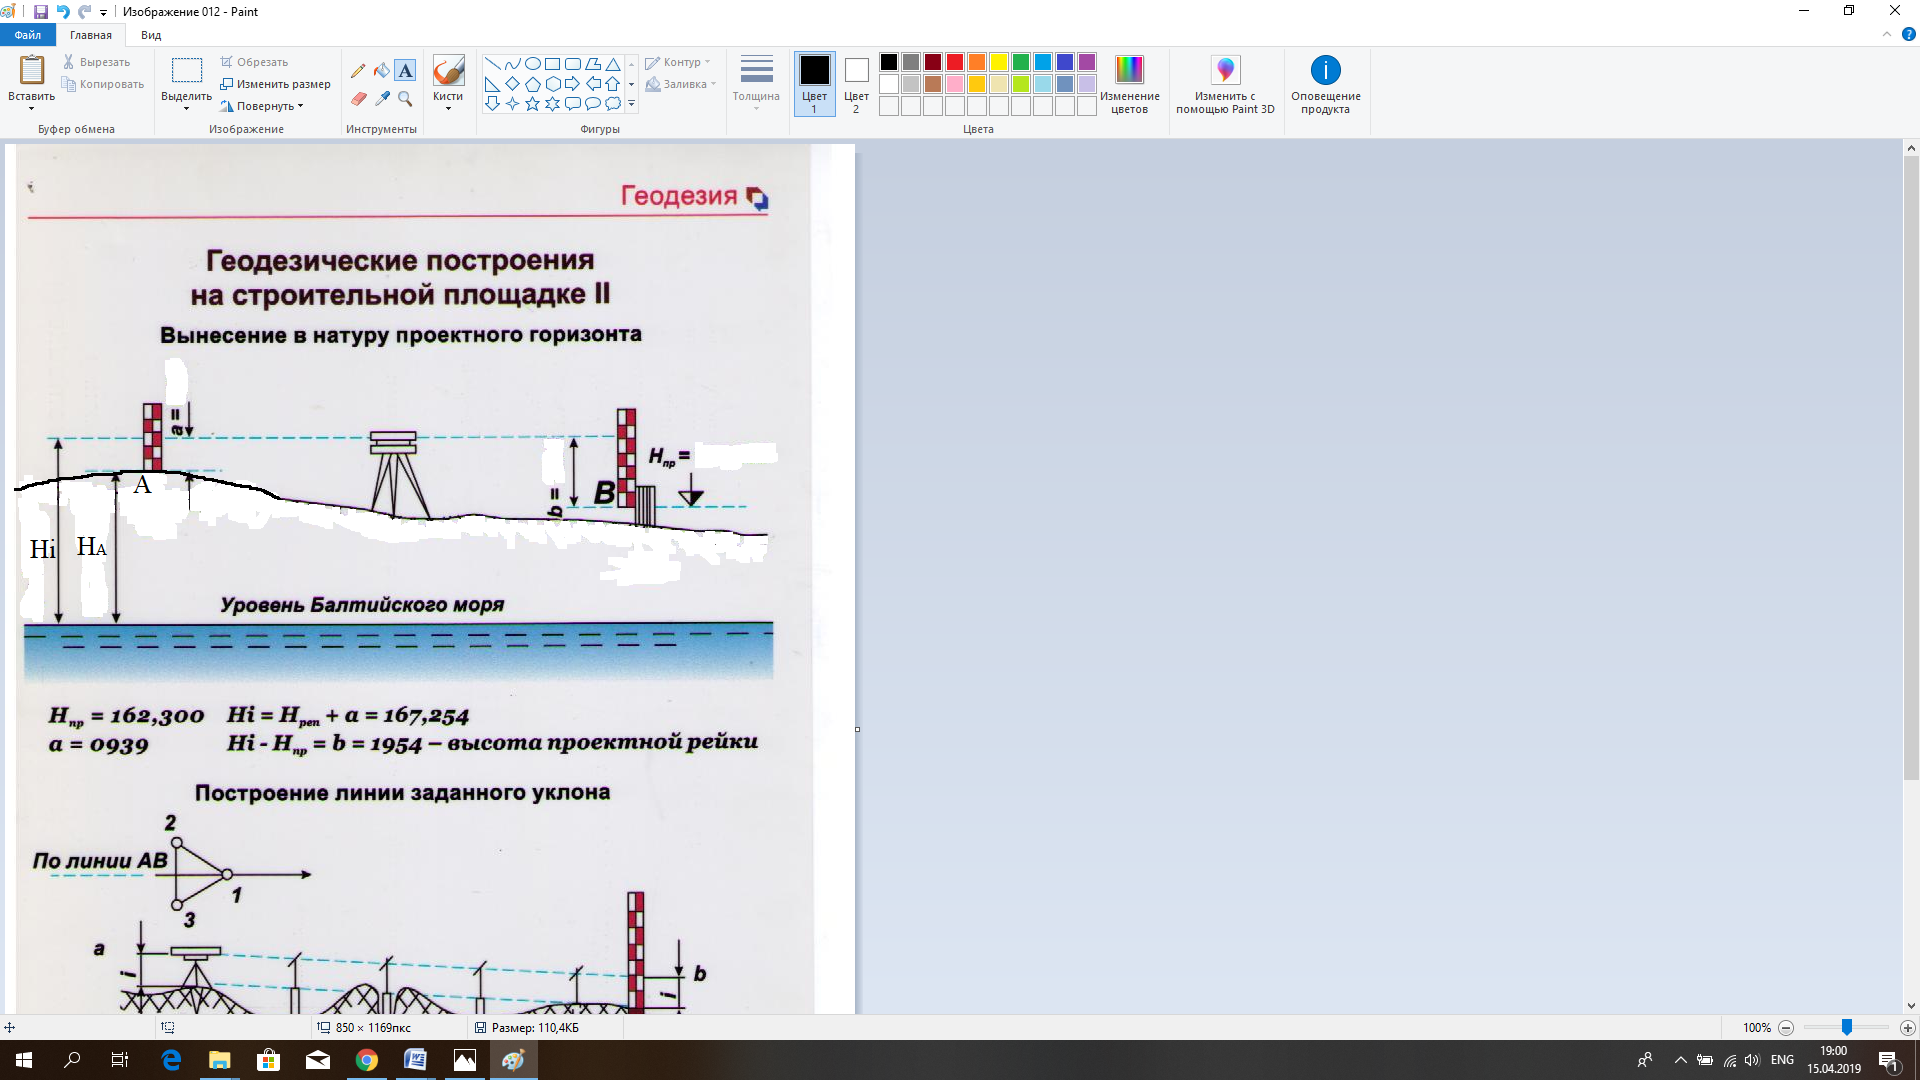 Изображение 012 - Paint
Файл Главная Вид
Вставить
Вырезать
Копировать
Буфер обмена
Выделить
Обрезать
Изменить размер
Повернуть
Изображение
A
Инструменты
Кисти
Контур
Заливка
Фигуры
Толщина
Цвет 1
Цвет 2
Изменение цветов
Цвета
Изменить с помощью Paint 3D
Оповещение продукта
Геодезия
Геодезические построения
на строительной площадке II
Вынесение в натуру проектного горизонта
a =
A
Hi HA
b =
B
Hпр =
Уровень Балтийского моря
Hпр = 162,300 Hi = Hреп + a = 167,254
a = 0939 Hi - Hпр = b = 1954 – высота проектной рейки
Построение линии заданного уклона
2
По линии АВ
1
3
a
i
b
i
850 × 1169пкс
Размер: 110,4КБ
100%
ENG
19:00
15.04.2019
1